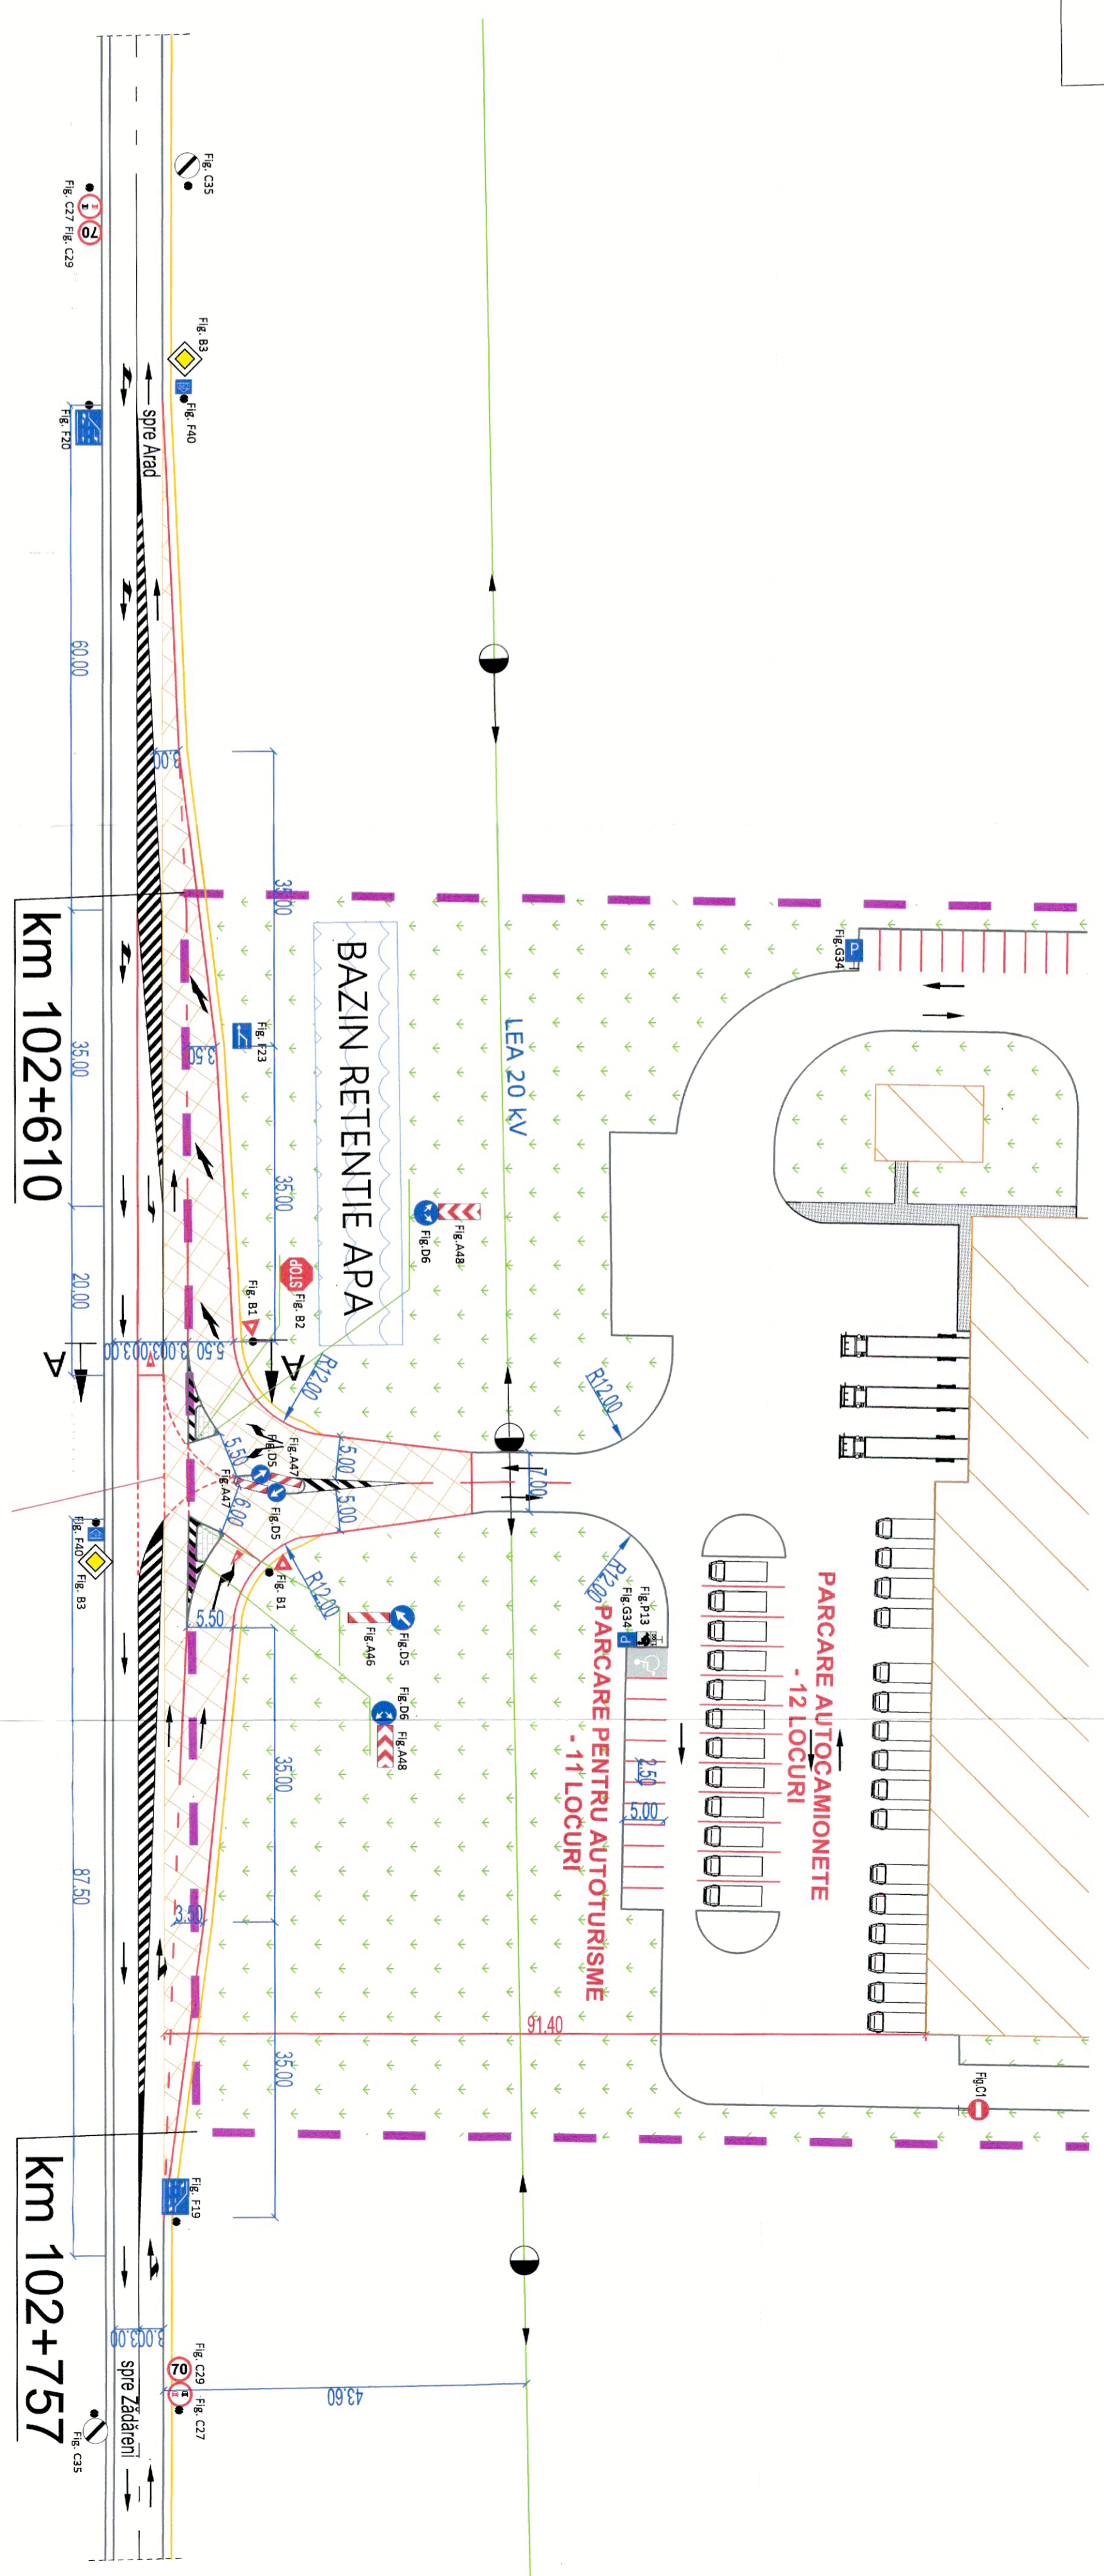 Fig. C35
Fig. C27 Fig. C29
70
Fig. B3
Fig. F40
Fig. F20
spre Arad
60.00
3.00
35.00
km 102+610
35.00
3.50
Fig. F23
BAZIN RETENTIE APA
LEA 20 kV
Fig.G34
P
35.00
20.00
Fig.A48
Fig.D6
STOP
Fig. B2
Fig. B1
A
A
3.00
3.00
3.00
5.50
R12.00
R12.00
5.50
Fig.D5
Fig.A47
Fig.A47
Fig.D5
6.00
5.00
5.00
7.00
Fig. F40
Fig. B3
Fig. B1
5.50
R12.00
R12.00
Fig.D5
Fig.A46
Fig.D6
Fig.A48
Fig.P13
Fig.G34
P
PARCARE AUTOCAMIONETE
- 12 LOCURI
PARCARE PENTRU AUTOTURISME
- 11 LOCURI
2.50
5.00
35.00
87.50
3.50
91.40
35.00
Fig.C1
Fig. F19
km 102+757
3.00
3.00
spre Zădăreni
70
Fig. C29 Fig. C27
43.60
Fig. C35